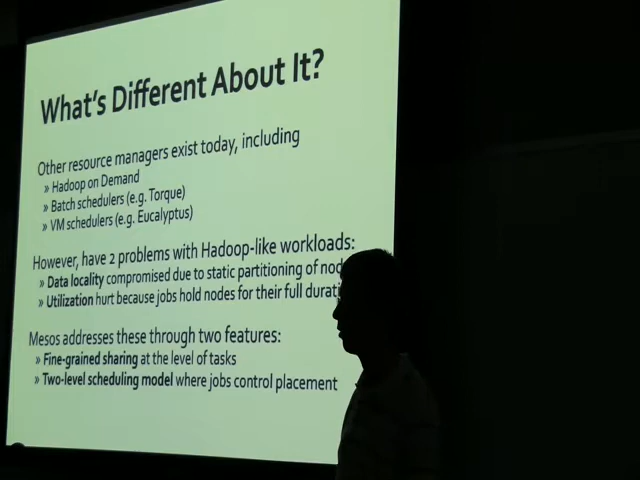 What's Different About It?
Other resource managers exist today, including
» Hadoop on Demand
» Batch schedulers (e.g. Torque)
» VM schedulers (e.g. Eucalyptus)
However, have 2 problems with Hadoop-like workloads:
» Data locality compromised due to static partitioning of
» Utilization hurt because jobs hold nodes for their full
Mesos addresses these through two features:
» Fine-grained sharing at the level of tasks
» Two-level scheduling model where jobs control placement